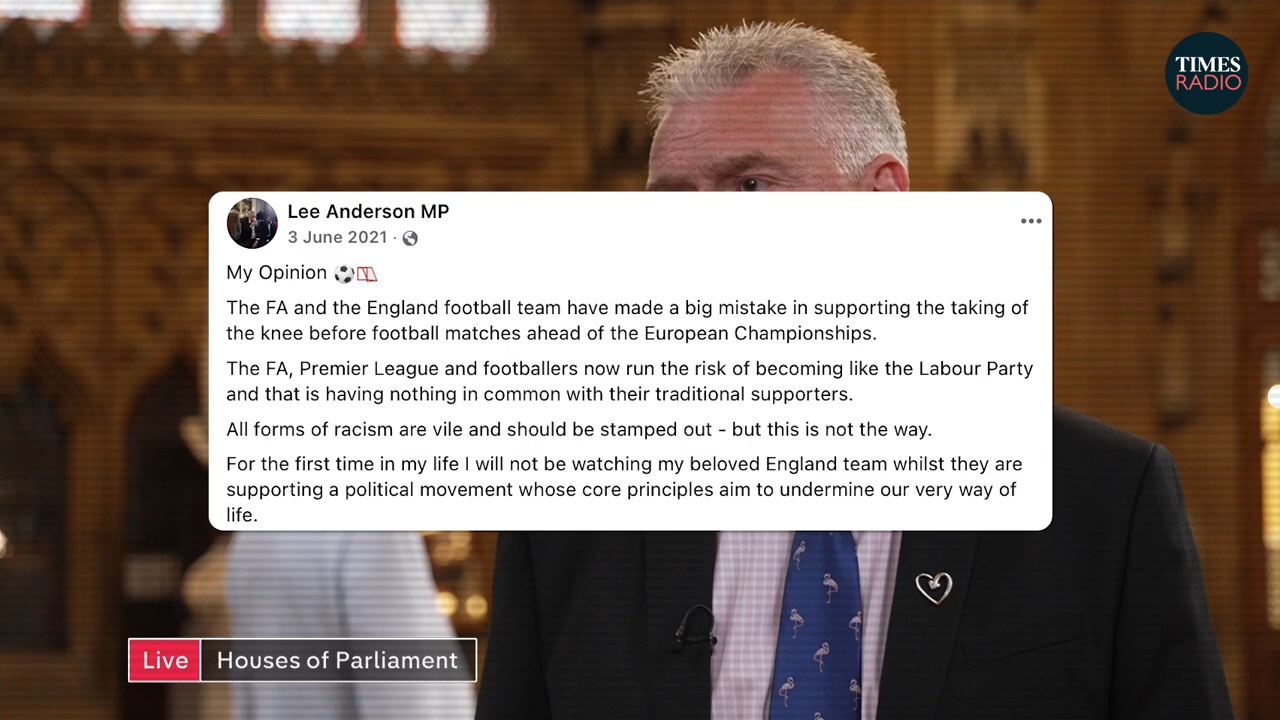 TIMES
RADIO
Lee Anderson MP
3 June 2021 ·
•••
My Opinion ⚽
The FA and the England football team have made a big mistake in supporting the taking of
the knee before football matches ahead of the European Championships.
The FA, Premier League and footballers now run the risk of becoming like the Labour Party
and that is having nothing in common with their traditional supporters.
All forms of racism are vile and should be stamped out - but this is not the way.
For the first time in my life I will not be watching my beloved England team whilst they are
supporting a political movement whose core principles aim to undermine our very way of
life.
Live Houses of Parliament